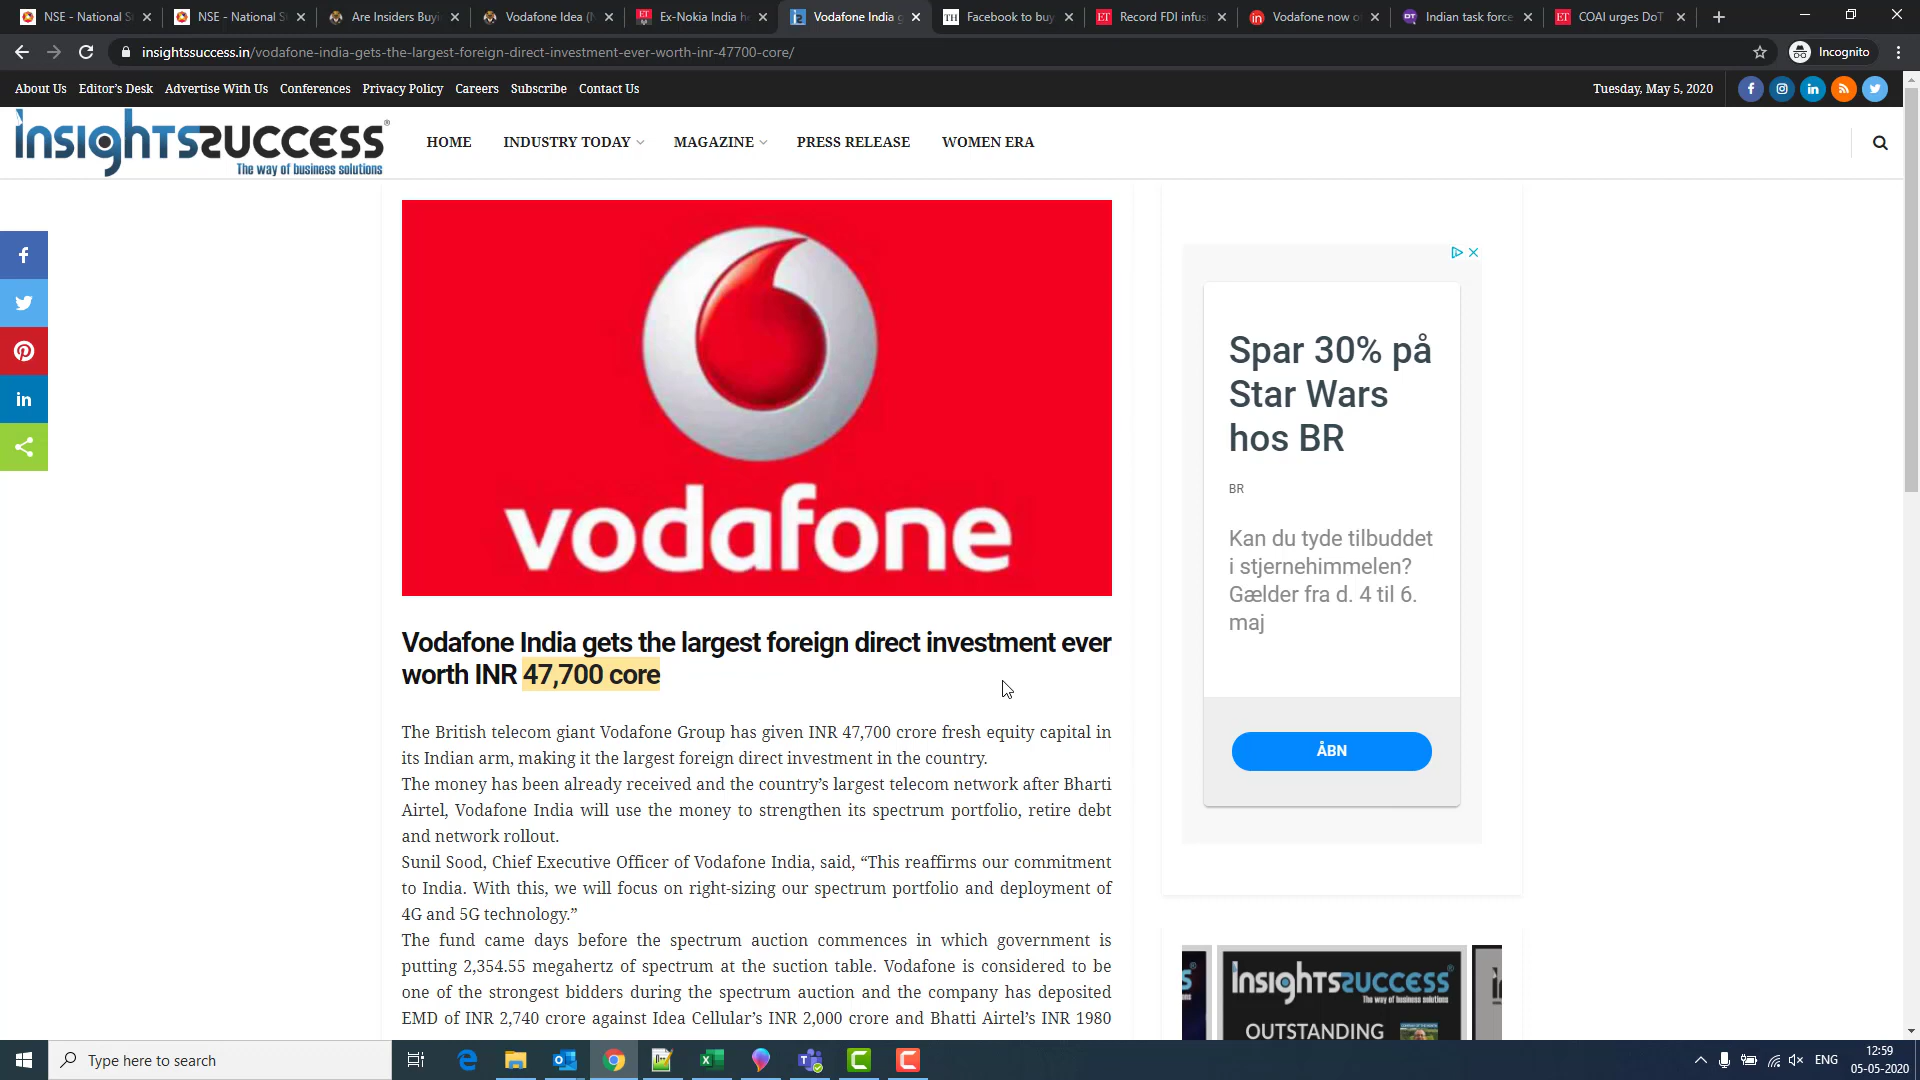 NSE - National S
NSE - National S
Are Insiders Buyi
Vodafone Idea (N
Ex-Nokia India he
Vodafone India g
Facebook to buy
Record FDI infus
Vodafone now o
Indian task force
COAI urges DoT
insightssuccess.in/vodafone-india-gets-the-largest-foreign-direct-investment-ever-worth-inr-47700-core/
Incognito
About Us Editor's Desk Advertise With Us Conferences Privacy Policy Careers Subscribe Contact Us
Tuesday, May 5, 2020
InsightsSuccess®
The way of business solutions
HOME INDUSTRY TODAY MAGAZINE PRESS RELEASE WOMEN ERA
vodafone
Vodafone India gets the largest foreign direct investment ever
worth INR 47,700 core
The British telecom giant Vodafone Group has given INR 47,700 crore fresh equity capital in
its Indian arm, making it the largest foreign direct investment in the country.
The money has been already received and the country's largest telecom network after Bharti
Airtel, Vodafone India will use the money to strengthen its spectrum portfolio, retire debt
and network rollout.
Sunil Sood, Chief Executive Officer of Vodafone India, said, “This reaffirms our commitment
to India. With this, we will focus on right-sizing our spectrum portfolio and deployment of
4G and 5G technology.”
The fund came days before the spectrum auction commences in which government is
putting 2,354.55 megahertz of spectrum at the suction table. Vodafone is considered to be
one of the strongest bidders during the spectrum auction and the company has deposited
EMD of INR 2,740 crore against Idea Cellular's INR 2,000 crore and Bhatti Airtel's INR 1980
Spar 30% på
Star Wars
hos BR
BR
Kan du tyde tilbuddet
i stjernehimmelen?
Gælder fra d. 4 til 6.
maj
ÅBN
InsightsSuccess®
The way of business solutions
OUTSTANDING
Type here to search
ENG
12:59
05-05-2020